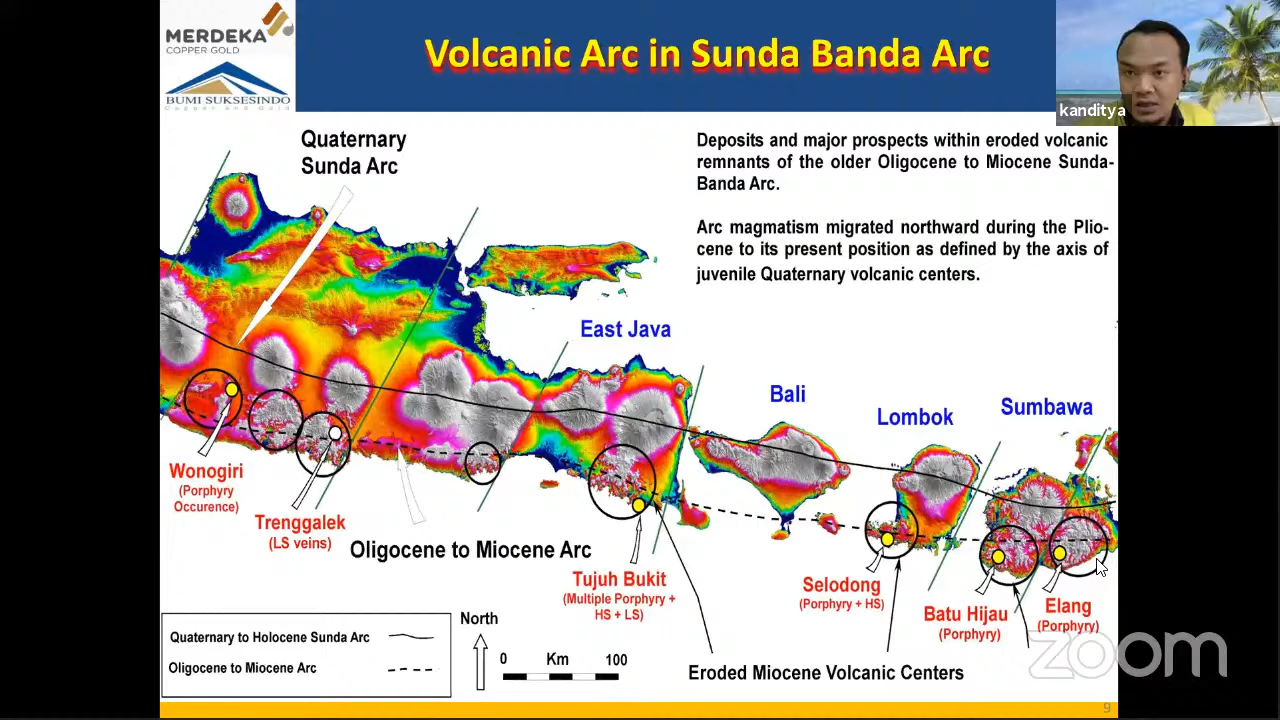 MERDEKA
COPPER GOLD
BUMI SUKSESINDO
Copper and Gold
Volcanic Arc in Sunda Banda Arc
kanditya
Quaternary
Sunda Arc
Deposits and major prospects within eroded volcanic
remnants of the older Oligocene to Miocene Sunda-
Banda Arc.
Arc magmatism migrated northward during the Plio-
cene to its present position as defined by the axis of
juvenile Quaternary volcanic centers.
East Java
Bali
Lombok
Sumbawa
Wonogiri
(Porphyry
Occurence)
Trenggalek
(LS veins)
Oligocene to Miocene Arc
Tujuh Bukit
(Multiple Porphyry +
HS + LS)
Selodong
(Porphyry + HS)
Batu Hijau
(Porphyry)
Elang
(Porphyry)
Quaternary to Holocene Sunda Arc
Oligocene to Miocene Arc
North
0 Km 100
Eroded Miocene Volcanic Centers
zoom
9